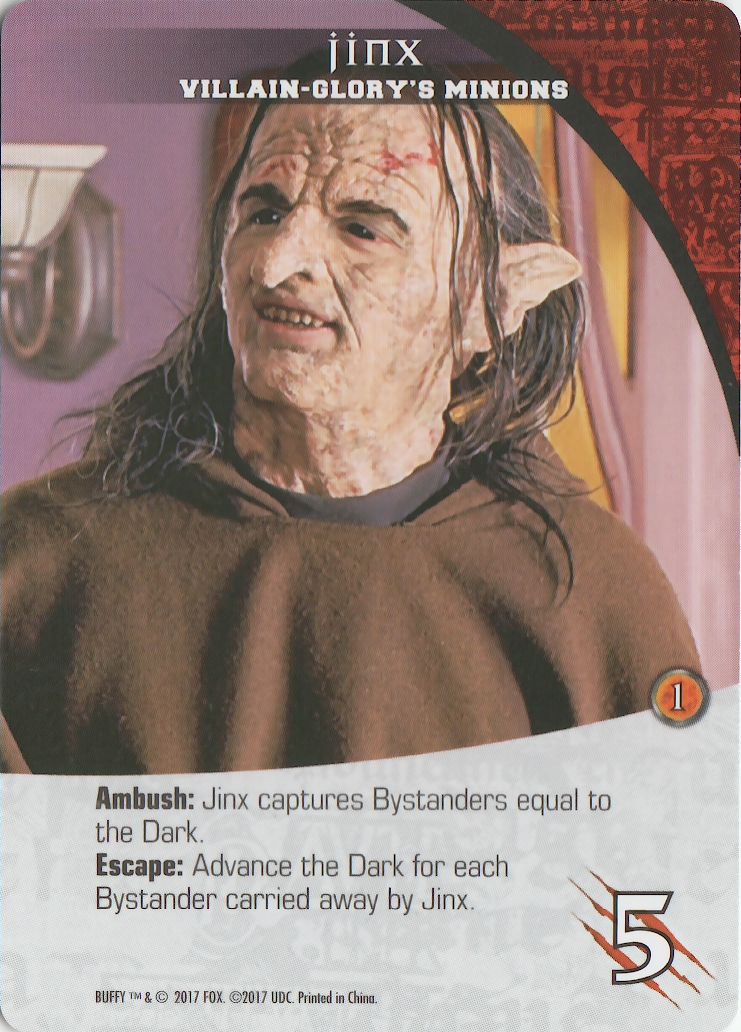 jinx
VILLAIN-GLORY'S MINIONS
1
Ambush: Jinx captures Bystanders equal to
the Dark.
Escape: Advance the Dark for each
Bystander carried away by Jinx.
5
BUFFY ™ & © 2017 FOX. ©2017 UDC. Printed in China.